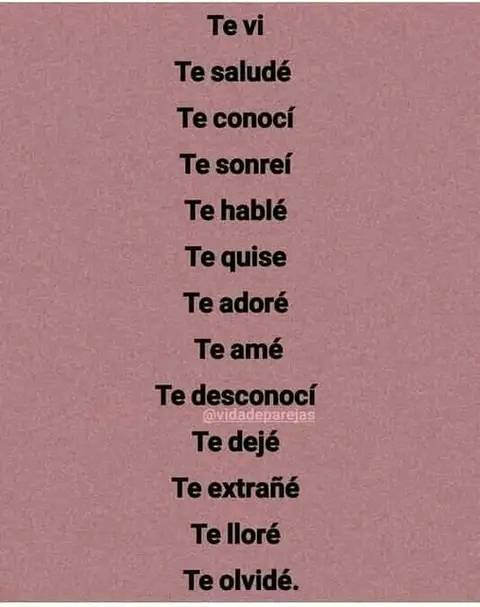 Te vi
Te saludé
Te conocí
Te sonreí
Te hablé
Te quise
Te adoré
Te amé
Te desconocí
@vidadeparejas
Te dejé
Te extrañé
Te lloré
Te olvidé.